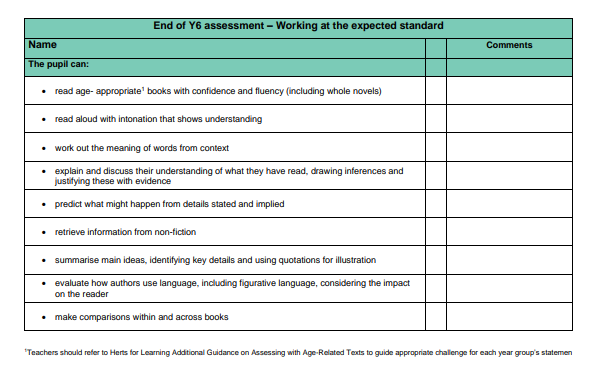 End of Y6 assessment – Working at the expected standard
Name
Comments
The pupil can:
• read age- appropriate¹ books with confidence and fluency (including whole novels)
• read aloud with intonation that shows understanding
• work out the meaning of words from context
• explain and discuss their understanding of what they have read, drawing inferences and
justifying these with evidence
• predict what might happen from details stated and implied
• retrieve information from non-fiction
• summarise main ideas, identifying key details and using quotations for illustration
• evaluate how authors use language, including figurative language, considering the impact
on the reader
• make comparisons within and across books
¹Teachers should refer to Herts for Learning Additional Guidance on Assessing with Age-Related Texts to guide appropriate challenge for each year group's statemen